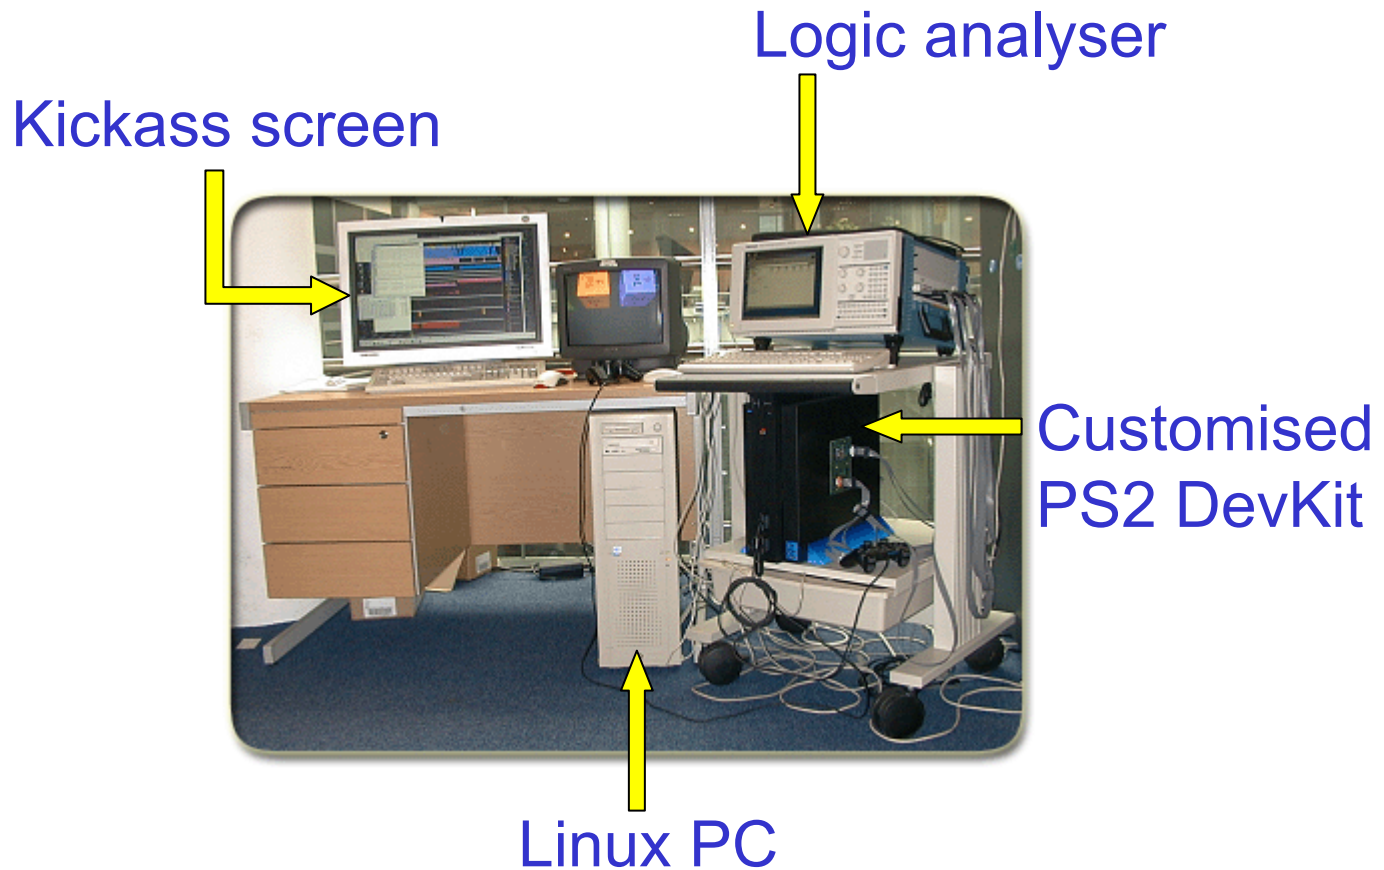 Logic analyser
Kickass screen
Customised
PS2 DevKit
Linux PC